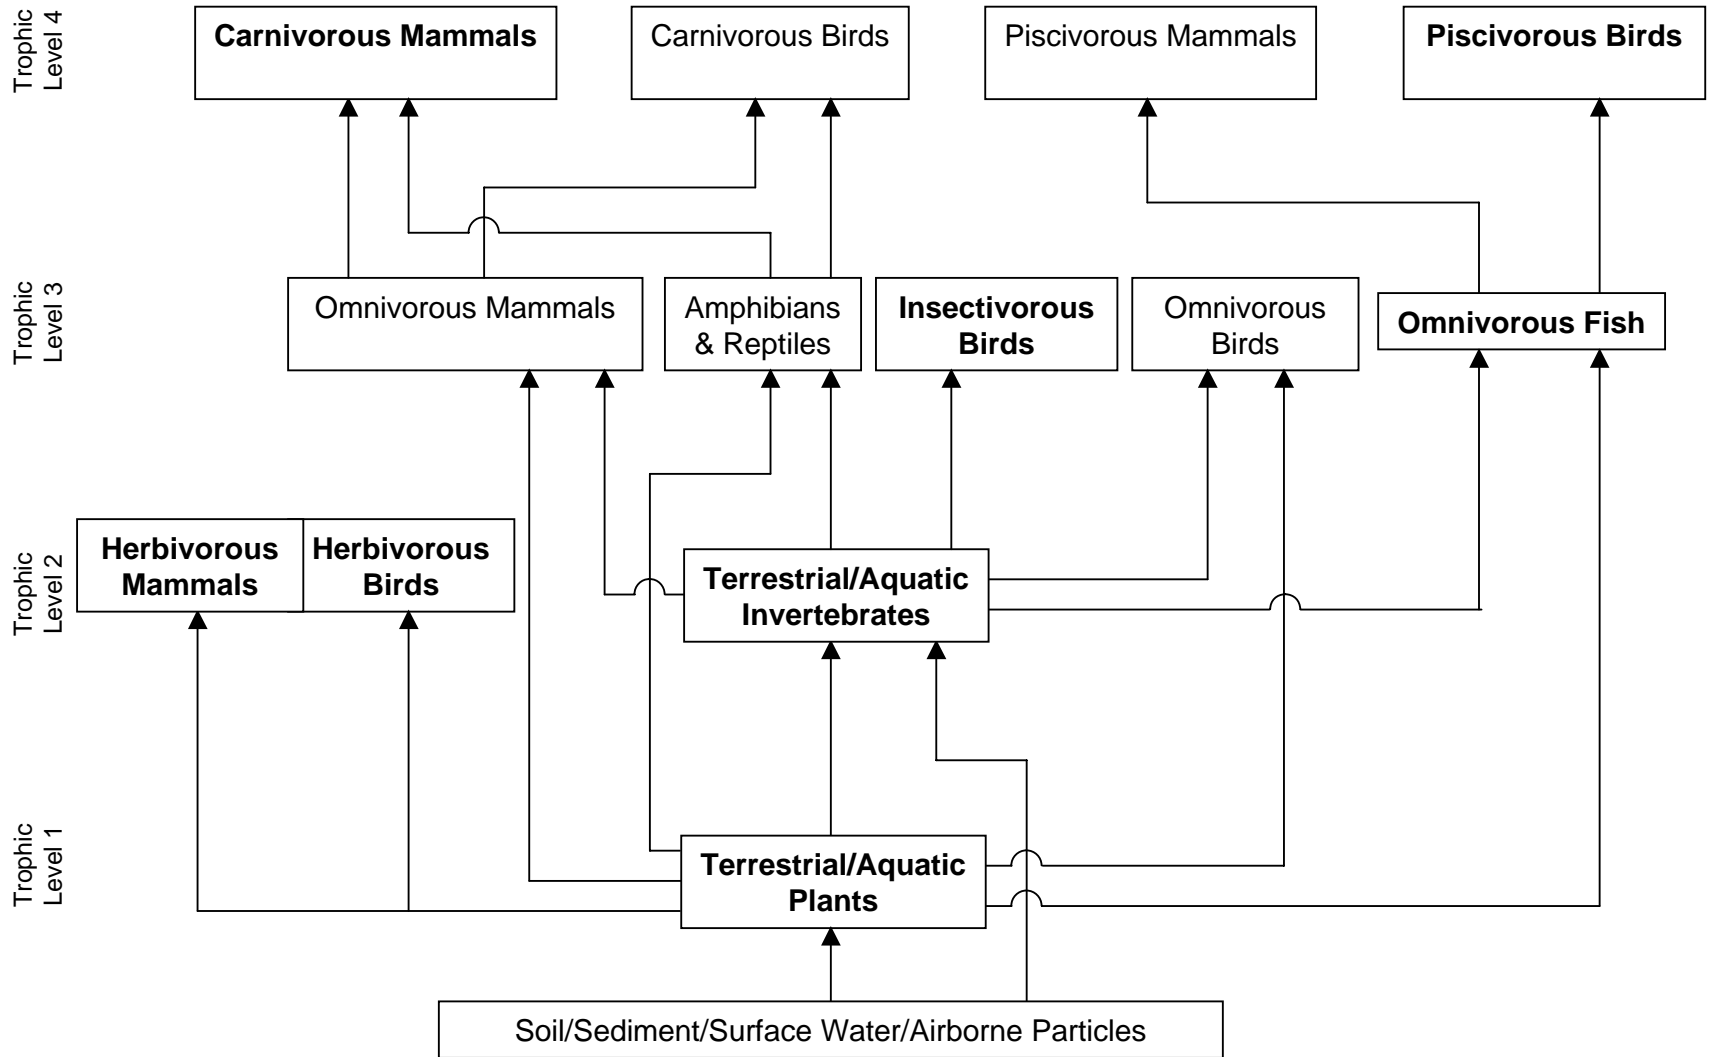 Trophic
Level 4
Carnivorous Mammals
Carnivorous Birds
Piscivorous Mammals
Piscivorous Birds
Trophic
Level 3
Omnivorous Mammals
Amphibians
& Reptiles
Insectivorous
Birds
Omnivorous
Birds
Omnivorous Fish
Trophic
Level 2
Herbivorous
Mammals
Herbivorous
Birds
Terrestrial/Aquatic
Invertebrates
Trophic
Level 1
Terrestrial/Aquatic
Plants
Soil/Sediment/Surface Water/Airborne Particles